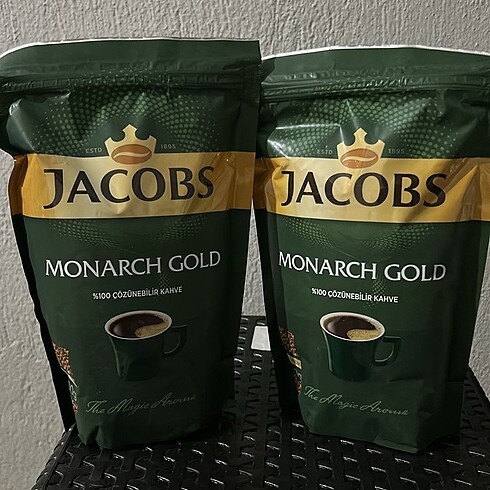 ESTD 1895
JACOBS
MONARCH GOLD
%100 ÇÖZÜNEBİLİR KAHVE
The Magic Aroma
ESTD 1895
JACOBS
MONARCH GOLD
%100 ÇÖZÜNEBİLİR KAHVE
The Magic Aroma